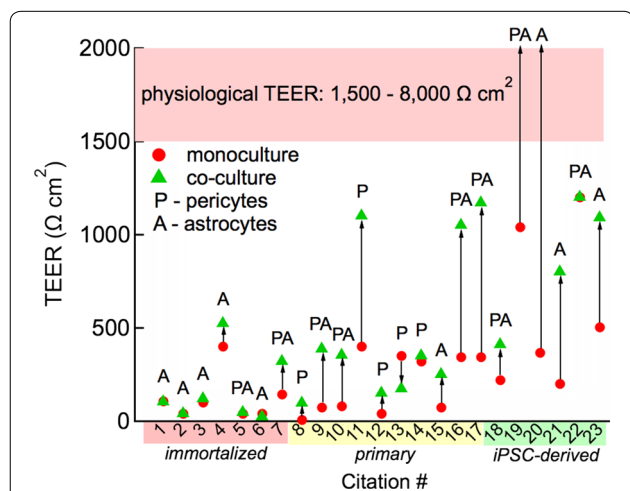 2000
PA A
physiological TEER: 1,500 - 8,000 Ω cm²
1500
monoculture
co-culture
P - pericytes
A - astrocytes
P
PA PA
PA
A
1000
TEER (Ω cm²)
A
A
500
A
PA
PA PA
P
P
A
PA
A A A
PA A
P
P
0
1 2 3 4 5 6 7 8 9 10 11 12 13 14 15 16 17 18 19 20 21 22 23
immortalized primary iPSC-derived
Citation #